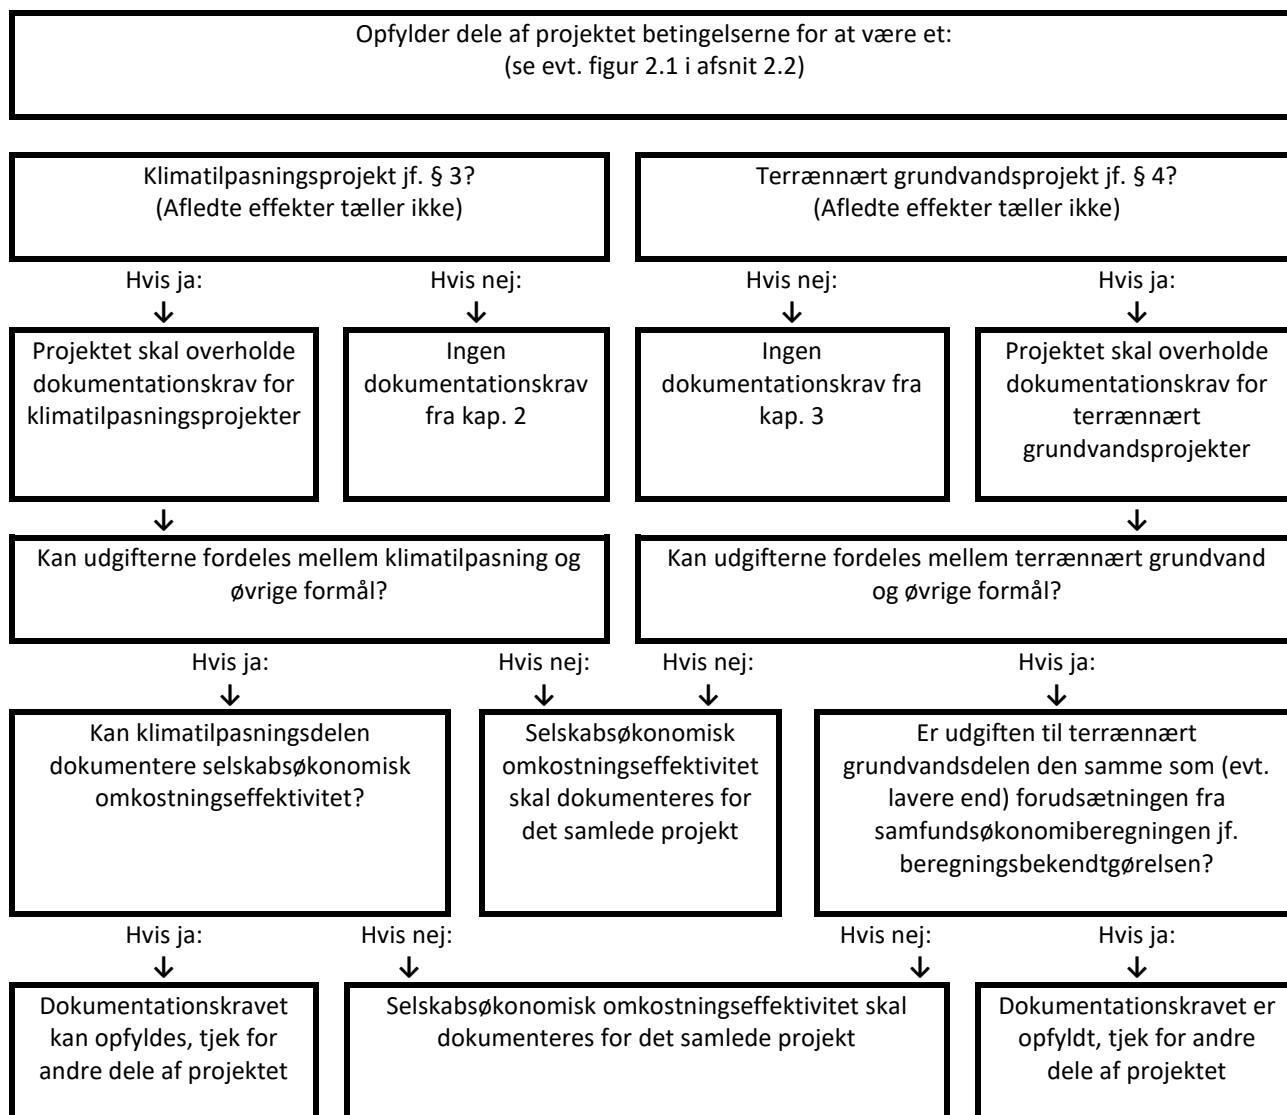 Opfylder dele af projektet betingelserne for at være et:
(se evt. figur 2.1 i afsnit 2.2)
Klimatilpasningsprojekt jf. § 3?
(Afledte effekter tæller ikke)
Terrænnært grundvandsprojekt jf. § 4?
(Afledte effekter tæller ikke)
Hvis ja:
Hvis nej:
Hvis nej:
Hvis ja:
↓
↓
↓
↓
Projektet skal overholde
dokumentationskrav for
klimatilpasningsprojekter
Ingen
dokumentationskrav
fra kap. 2
Ingen
dokumentationskrav fra
kap. 3
Projektet skal overholde
dokumentationskrav for
terrænnært
grundvandsprojekter
↓
↓
Kan udgifterne fordeles mellem klimatilpasning og
øvrige formål?
Kan udgifterne fordeles mellem terrænnært grundvand
og øvrige formål?
Hvis ja:
Hvis nej:
Hvis nej:
Hvis ja:
↓
↓
↓
↓
Kan klimatilpasningsdelen
dokumentere selskabsøkonomisk
omkostningseffektivitet?
Selskabsøkonomisk
omkostningseffektivitet
skal dokumenteres for
det samlede projekt
Er udgiften til terrænnært
grundvandsdelen den samme som (evt.
lavere end) forudsætningen fra
samfundsøkonomiberegningen jf.
beregningsbekendtgørelsen?
Hvis ja:
Hvis nej:
Hvis nej:
Hvis ja:
↓
↓
↓
↓
Dokumentationskravet
kan opfyldes, tjek for
andre dele af projektet
Selskabsøkonomisk omkostningseffektivitet skal
dokumenteres for det samlede projekt
Dokumentationskravet er
opfyldt, tjek for andre
dele af projektet